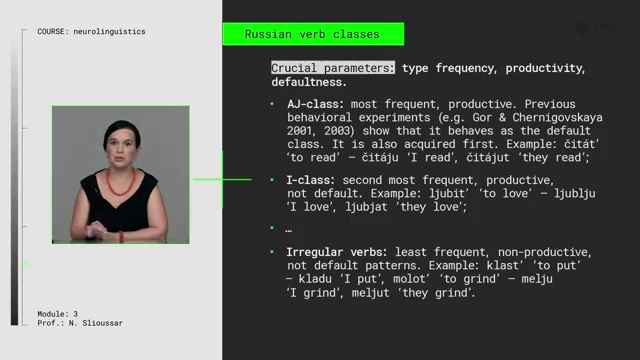 COURSE: neurolinguistics
Russian verb classes
Crucial parameters: type frequency, productivity,
defaultness.
• AJ-class: most frequent, productive. Previous
behavioral experiments (e.g. Gor & Chernigovskaya
2001, 2003) show that it behaves as the default
class. It is also acquired first. Example: čitát’
‘to read’ – čitáju ‘I read’, čitájut ‘they read’;
• I-class: second most frequent, productive,
not default. Example: ljubit’ ‘to love’ – ljublju
‘I love’, ljubjat ‘they love’;
• …
• Irregular verbs: least frequent, non-productive,
not default patterns. Example: klast’ ‘to put’
– kladu ‘I put’, molot’ ‘to grind’ – melju
‘I grind’, meljut ‘they grind’.
Module: 3
Prof.: N. Slioussar